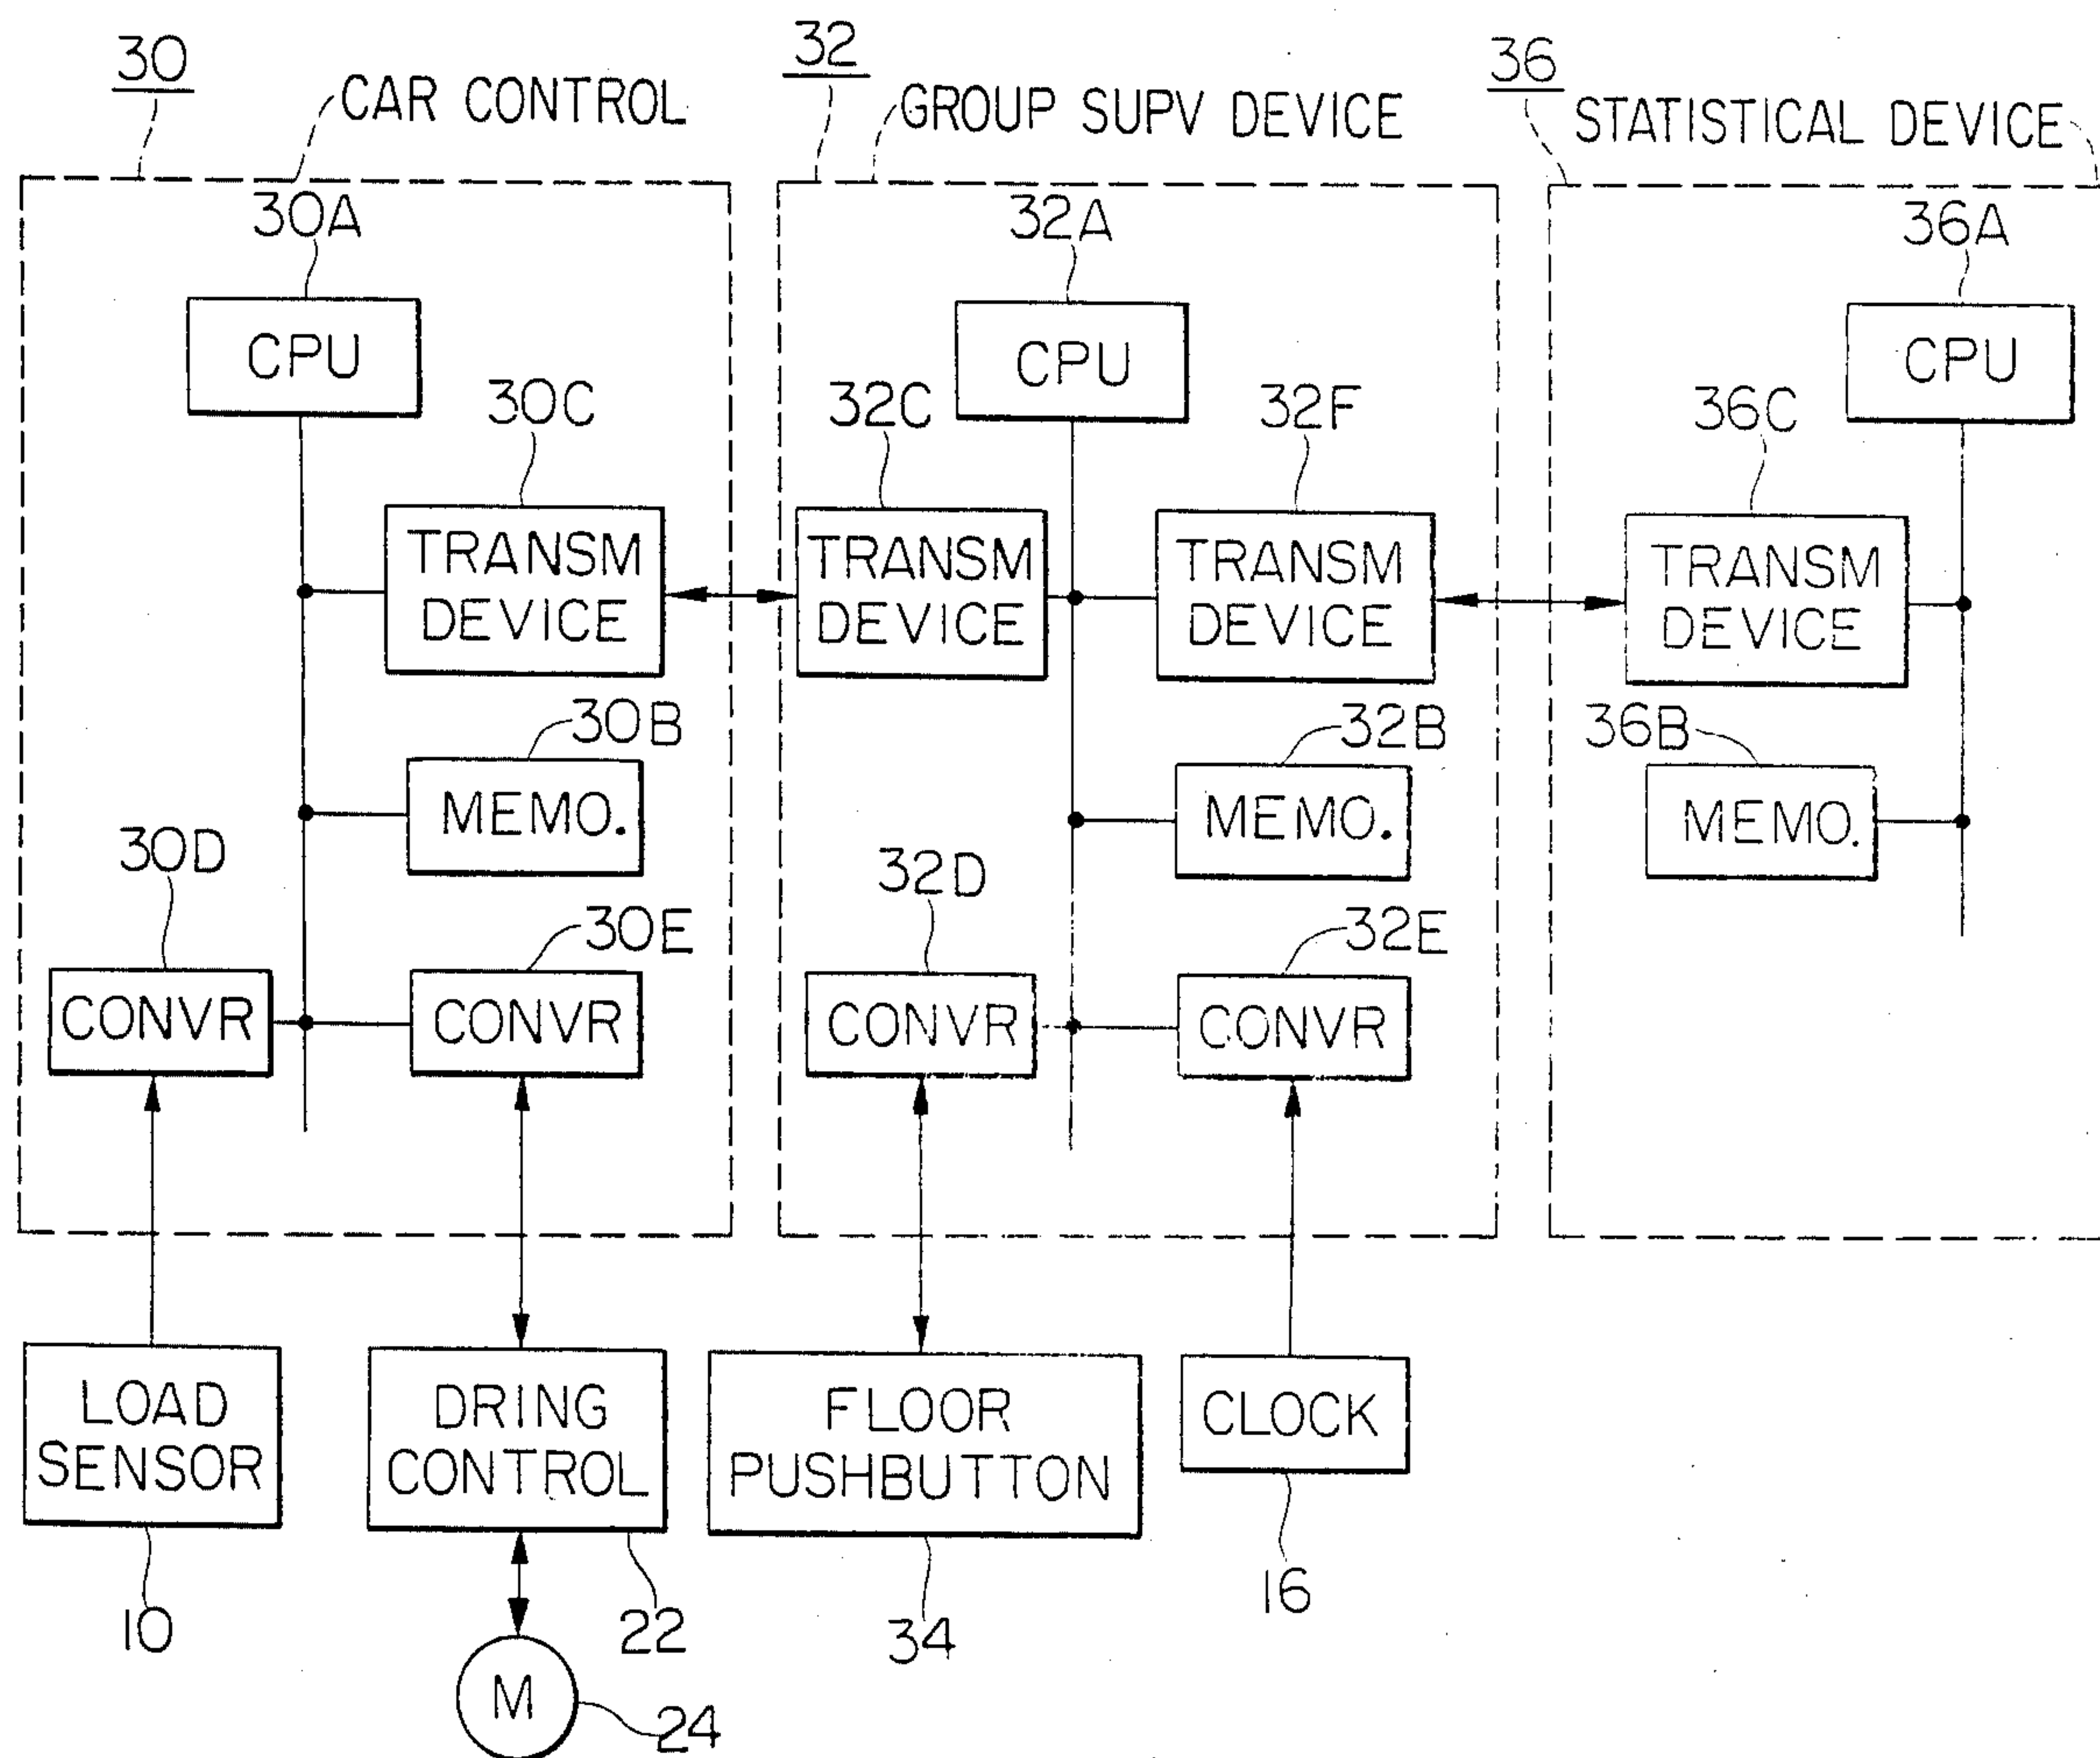 30
CAR CONTROL
32
GROUP SUPV DEVICE
36
STATISTICAL DEVICE
30A
CPU
30C
TRANSM
DEVICE
30B
MEMO.
30D
CONVR
30E
CONVR
32A
CPU
32C
TRANSM
DEVICE
32F
TRANSM
DEVICE
32B
MEMO.
32D
CONVR
32E
CONVR
36A
CPU
36C
TRANSM
DEVICE
36B
MEMO.
LOAD
SENSOR
10
DRING
CONTROL
22
M
24
FLOOR
PUSHBUTTON
34
CLOCK
16